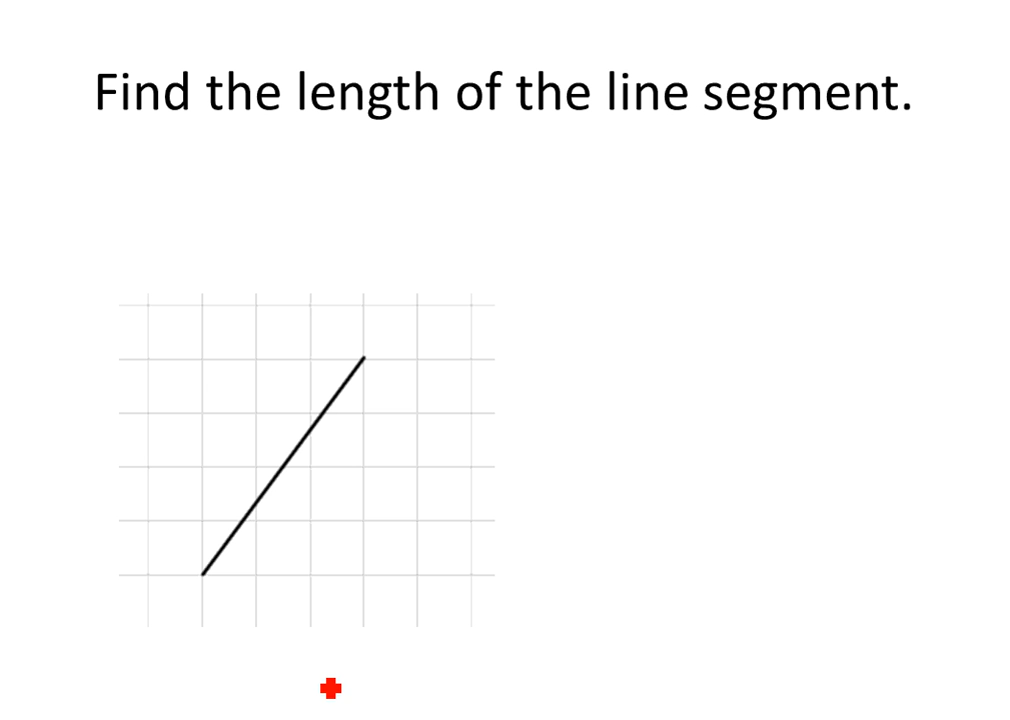 Find the length of the line segment.